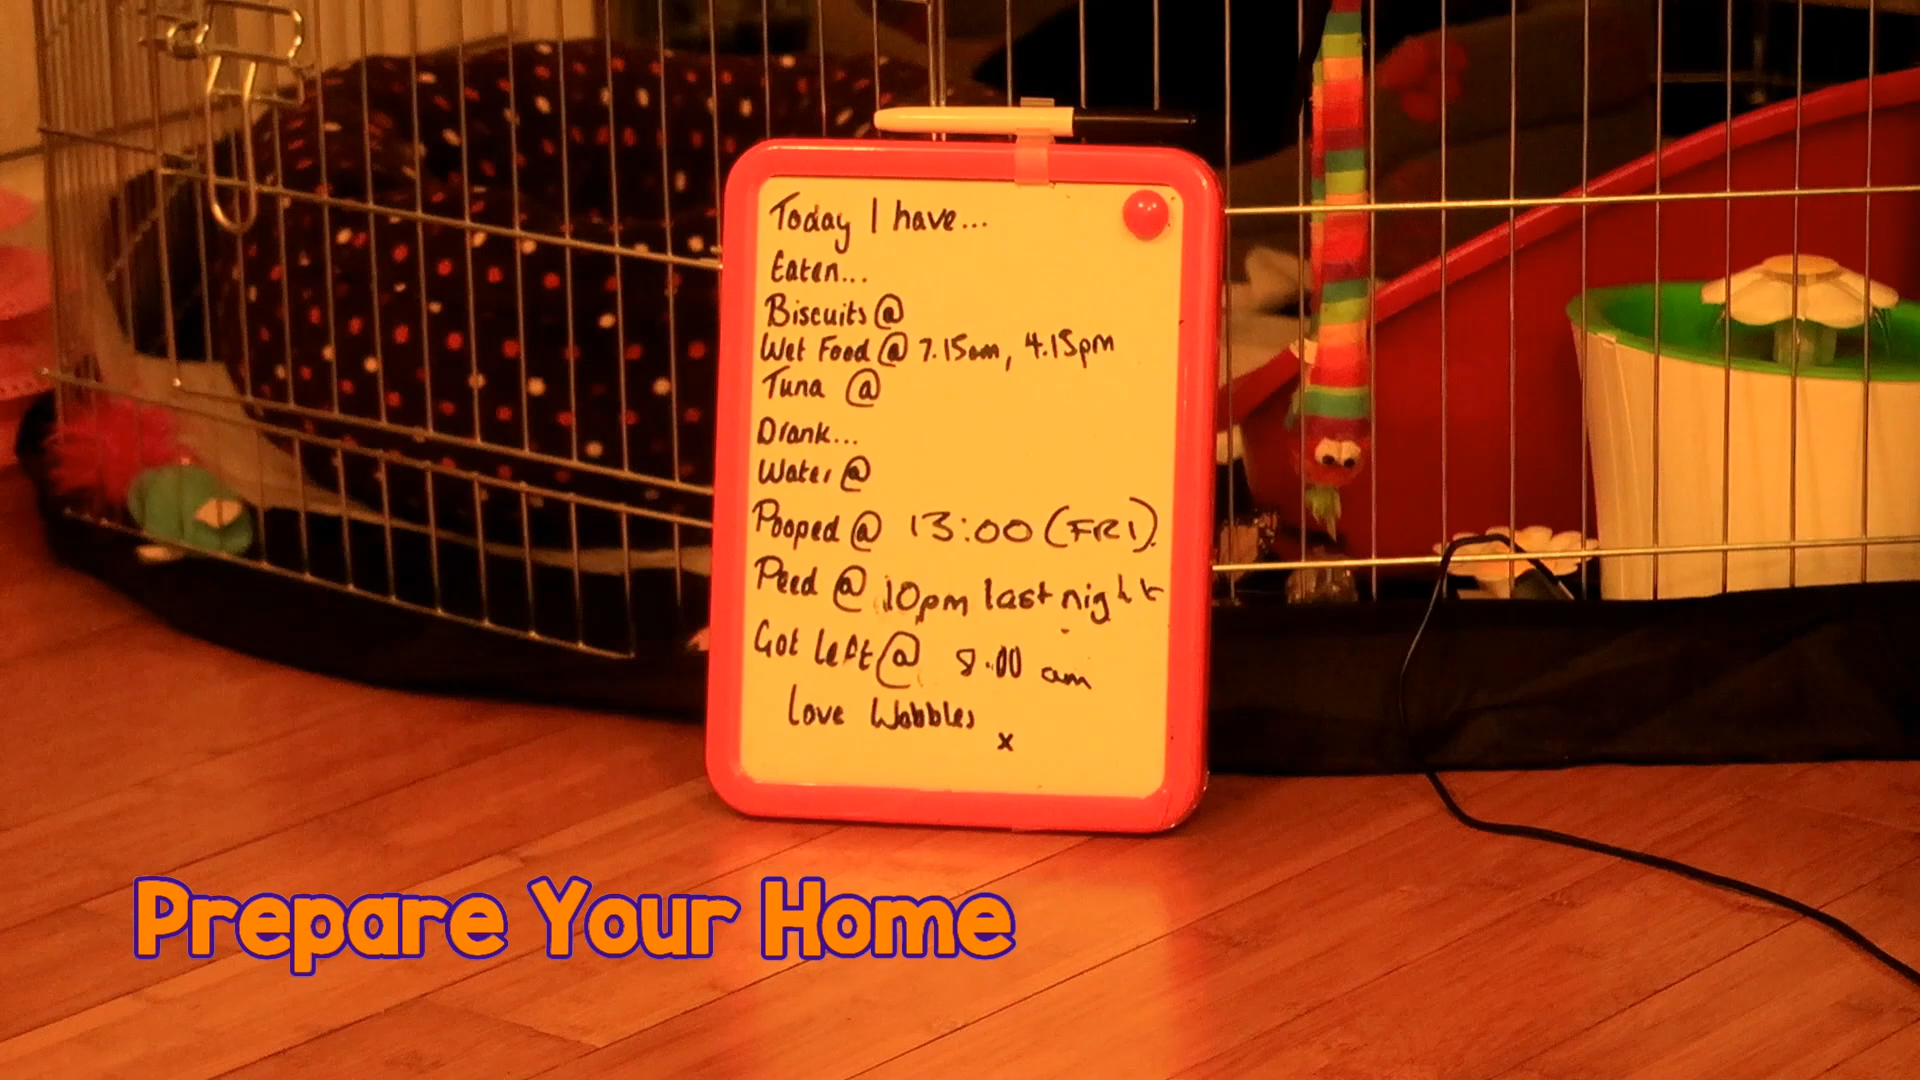 Today I have...
Eaten...
Biscuits @
Wet Food @ 7.15am, 4.15pm
Tuna @
Drank...
Water @
Pooped @ 13:00 (FRI).
Peed @ 10pm last night
Got Left @ 8.00 am
Love Wobbles
x
Prepare Your Home